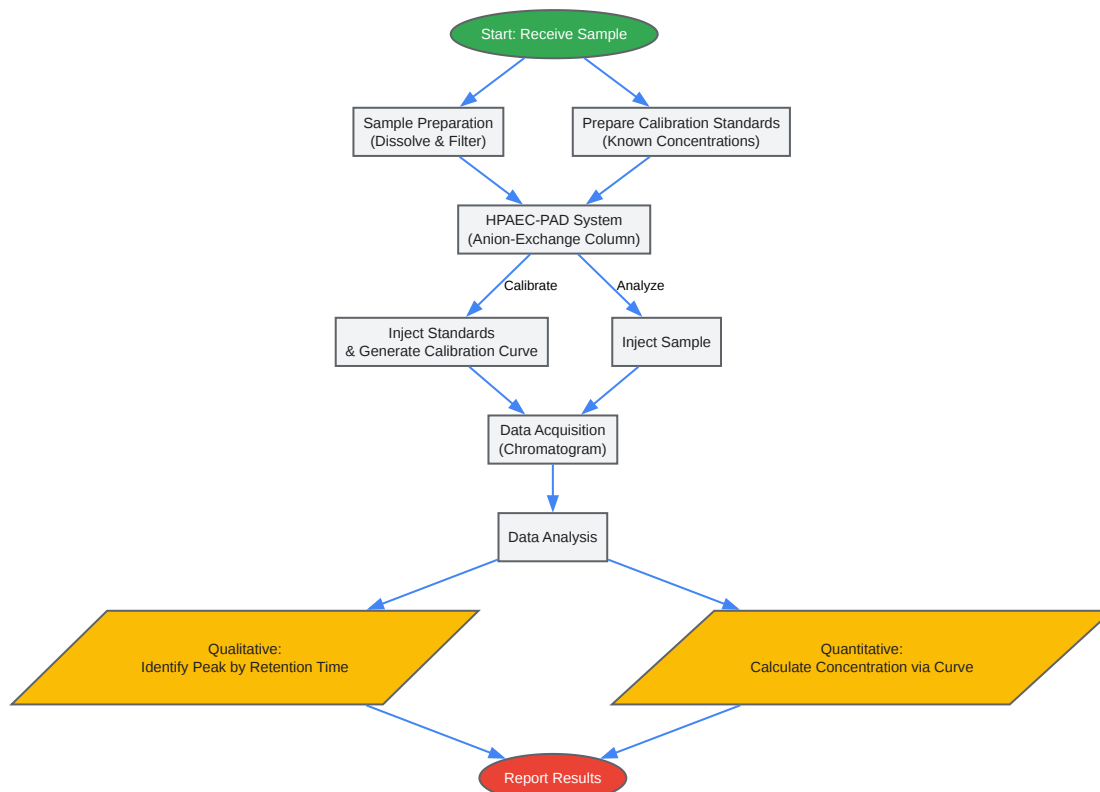 Start: Receive Sample
Sample Preparation
(Dissolve & Filter)
Prepare Calibration Standards
(Known Concentrations)
HPAEC-PAD System
(Anion-Exchange Column)
Calibrate
Analyze
Inject Standards
& Generate Calibration Curve
Inject Sample
Data Acquisition
(Chromatogram)
Data Analysis
Qualitative:
Identify Peak by Retention Time
Quantitative:
Calculate Concentration via Curve
Report Results